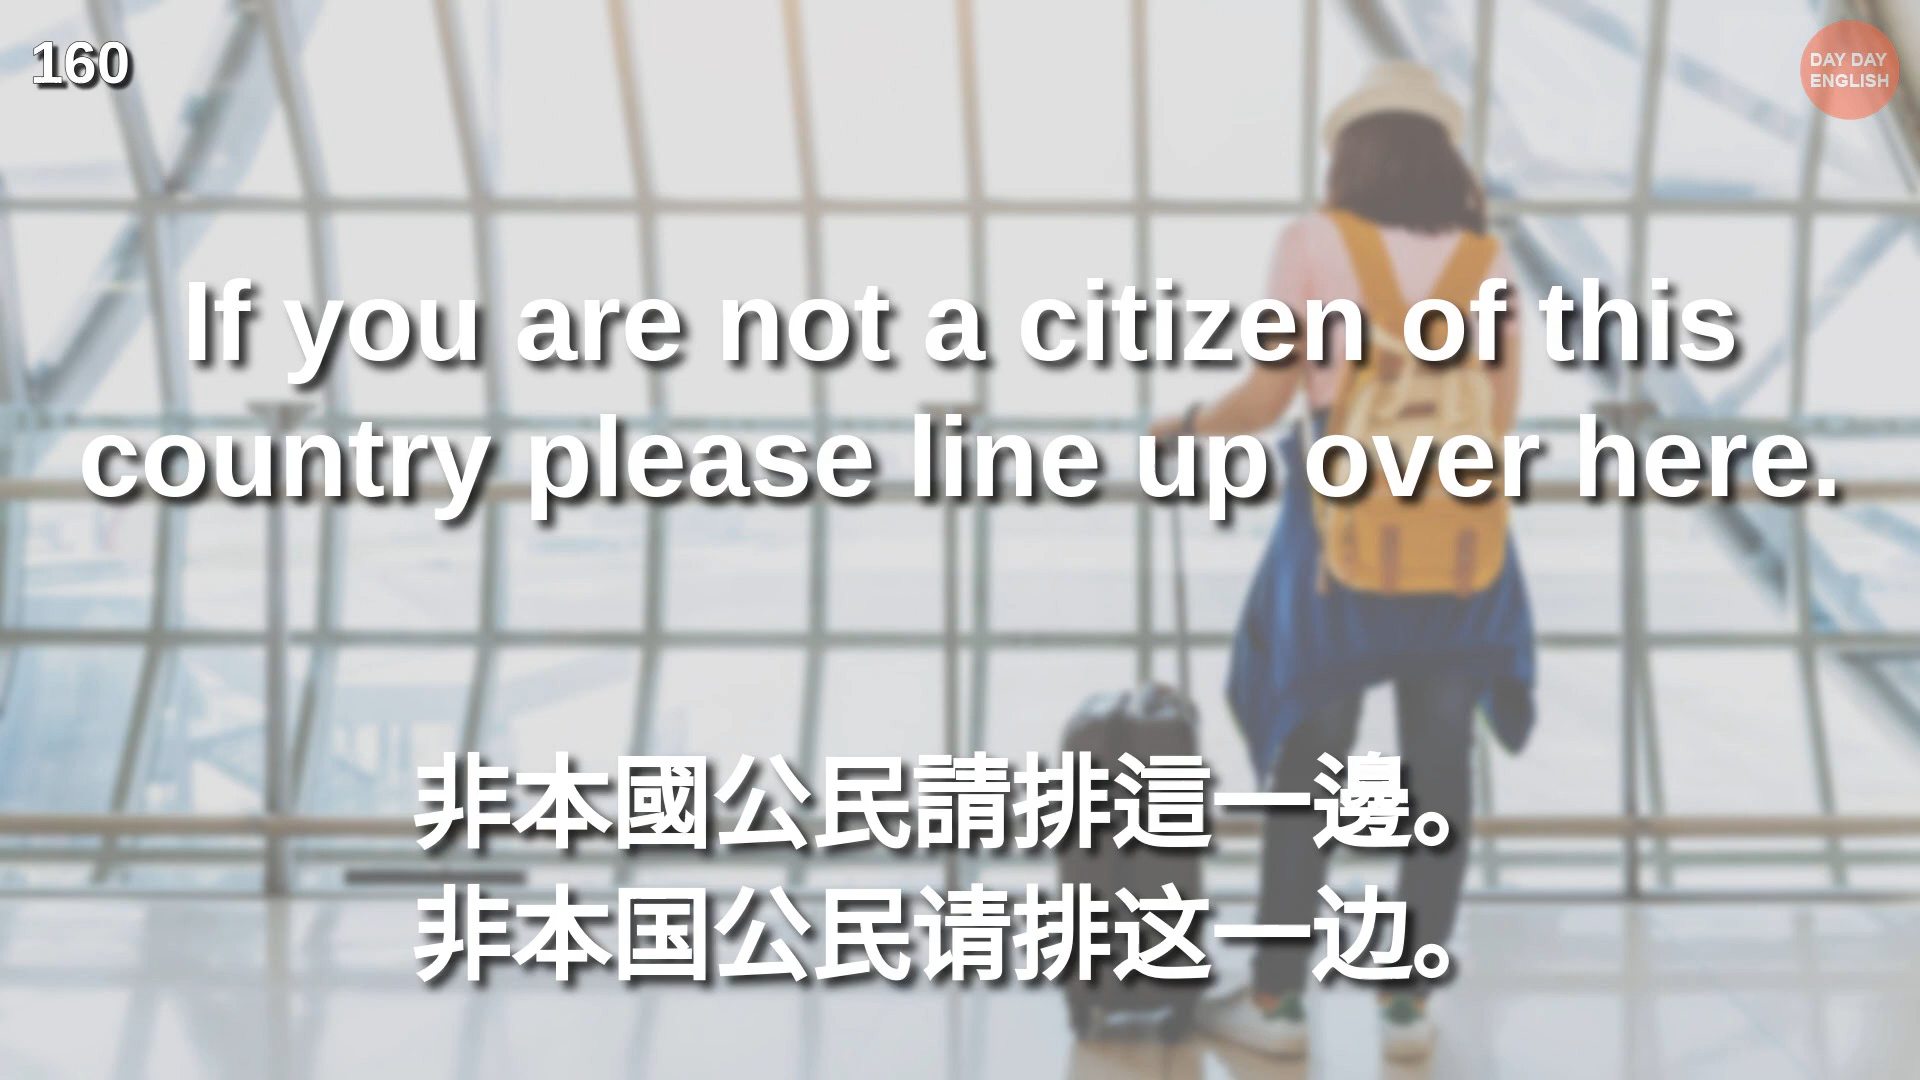 160
DAY DAY
ENGLISH
If you are not a citizen of this
country please line up over here.
非本國公民請排這一邊。
非本国公民请排这一边。